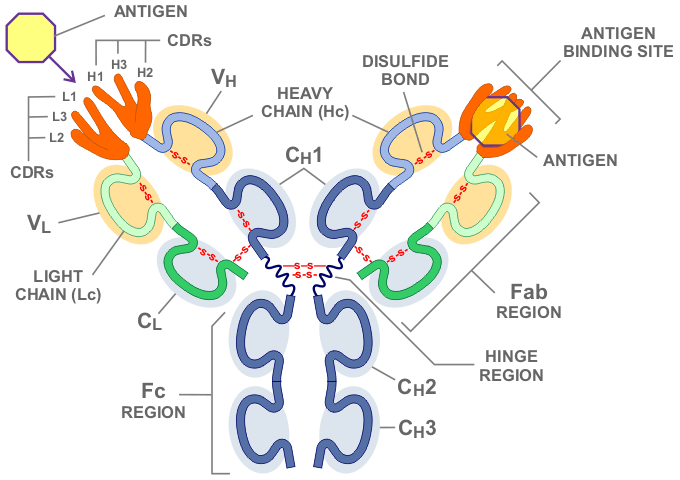 ANTIGEN
CDRs
H3
H1
H2
L1
L3
L2
CDRs
VH
HEAVY
CHAIN (Hc)
DISULFIDE
BOND
ANTIGEN
BINDING SITE
ANTIGEN
CH1
-S-S-
-S-S-
-S-S-
-S-S-
-S-S-
-S-S-
-S-S-
-S-S-
-S-S-
-S-S-
-S-S-
-S-S-
VL
LIGHT
CHAIN (Lc)
CL
Fab
REGION
HINGE
REGION
Fc
REGION
CH2
CH3